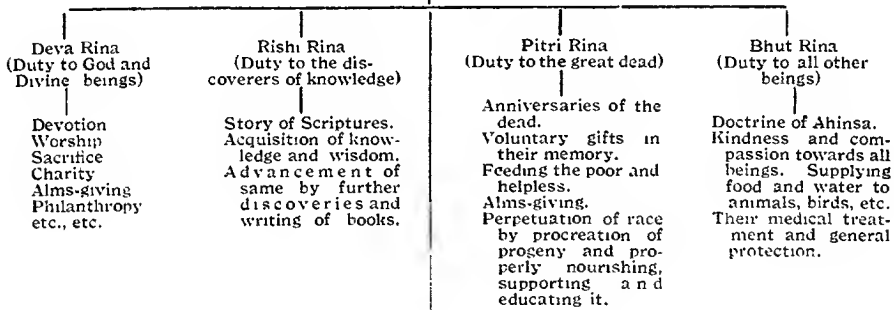 Deva Rina
(Duty to God and
Divine beings)
Devotion
Worship
Sacrifice
Charity
Alms-giving
Philanthropy
etc., etc.
Rishi Rina
(Duty to the dis-
coverers of knowledge)
Story of Scriptures.
Acquisition of know-
ledge and wisdom.
Advancement of
same by further
discoveries and
writing of books.
Pitri Rina
(Duty to the great dead)
Anniversaries of the
dead.
Voluntary gifts in
their memory.
Feeding the poor and
helpless.
Alms-giving.
Perpetuation of race
by procreation of
progeny and pro-
perly nourishing,
supporting and
educating it.
Bhut Rina
(Duty to all other
beings)
Doctrine of Ahinsa.
Kindness and com-
passion towards all
beings. Supplying
food and water to
animals, birds, etc.
Their medical treat-
ment and general
protection.